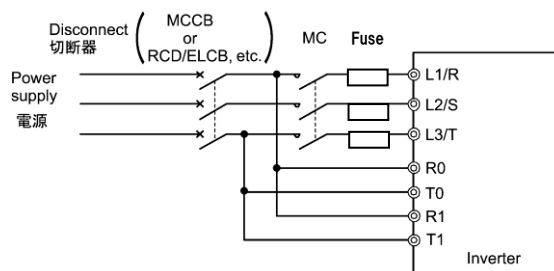 Disconnect
切断器
( MCCB
or
RCD/ELCB, etc. )
MC
Fuse
Power
supply
電源
L1/R
L2/S
L3/T
R0
T0
R1
T1
Inverter